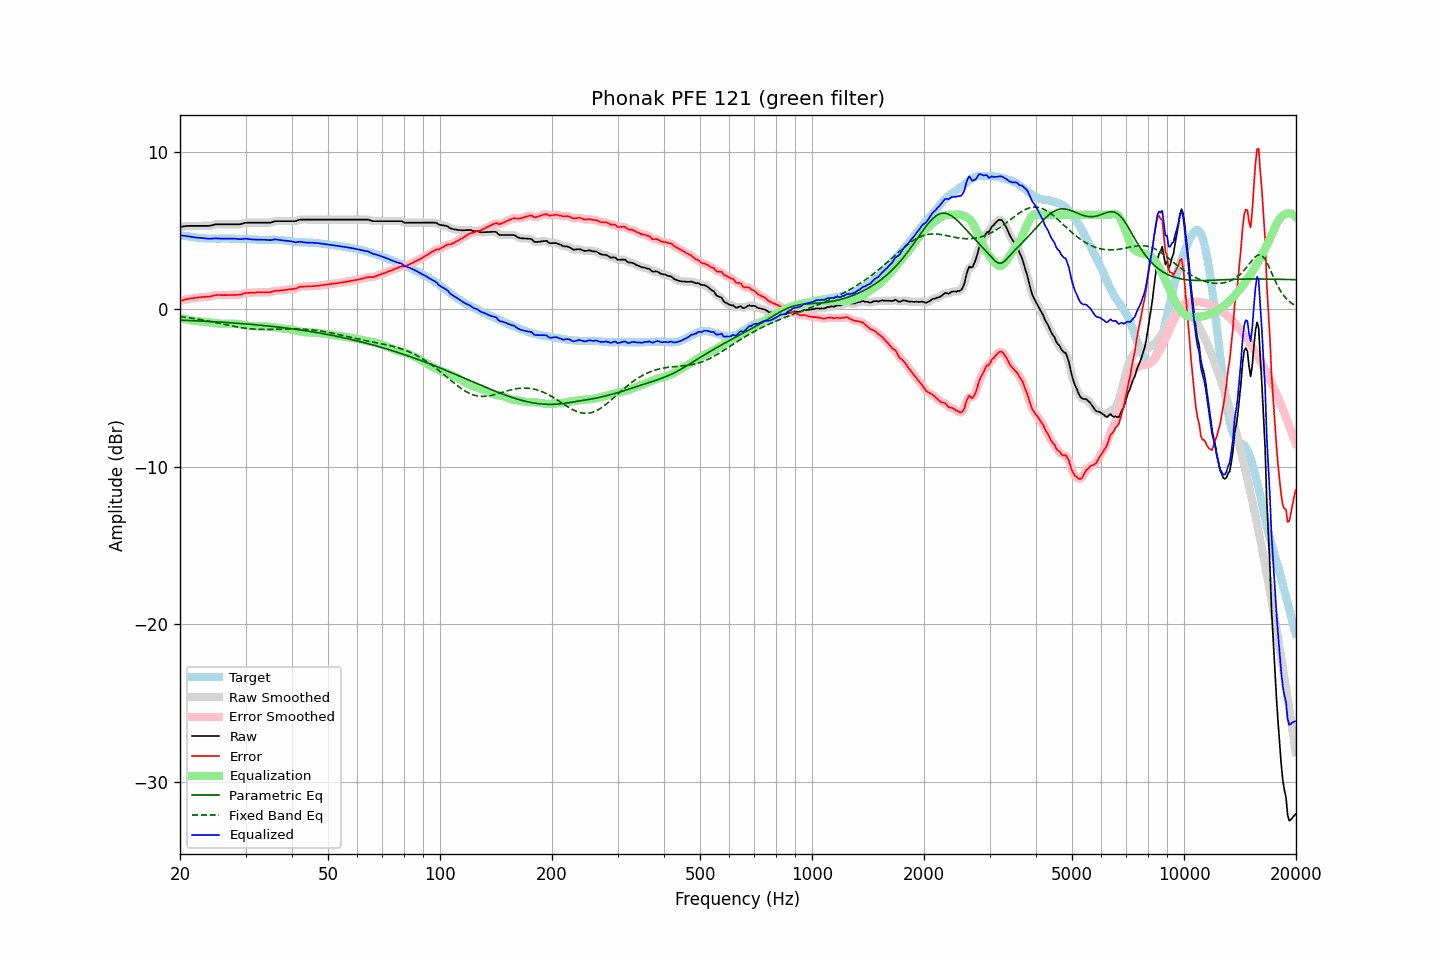 Phonak PFE 121 (green filter)
Amplitude (dBr)
10
0
−10
−20
−30
Target
Raw Smoothed
Error Smoothed
Raw
Error
Equalization
Parametric Eq
Fixed Band Eq
Equalized
20 50 100 200 500 1000 2000 5000 10000 20000
Frequency (Hz)